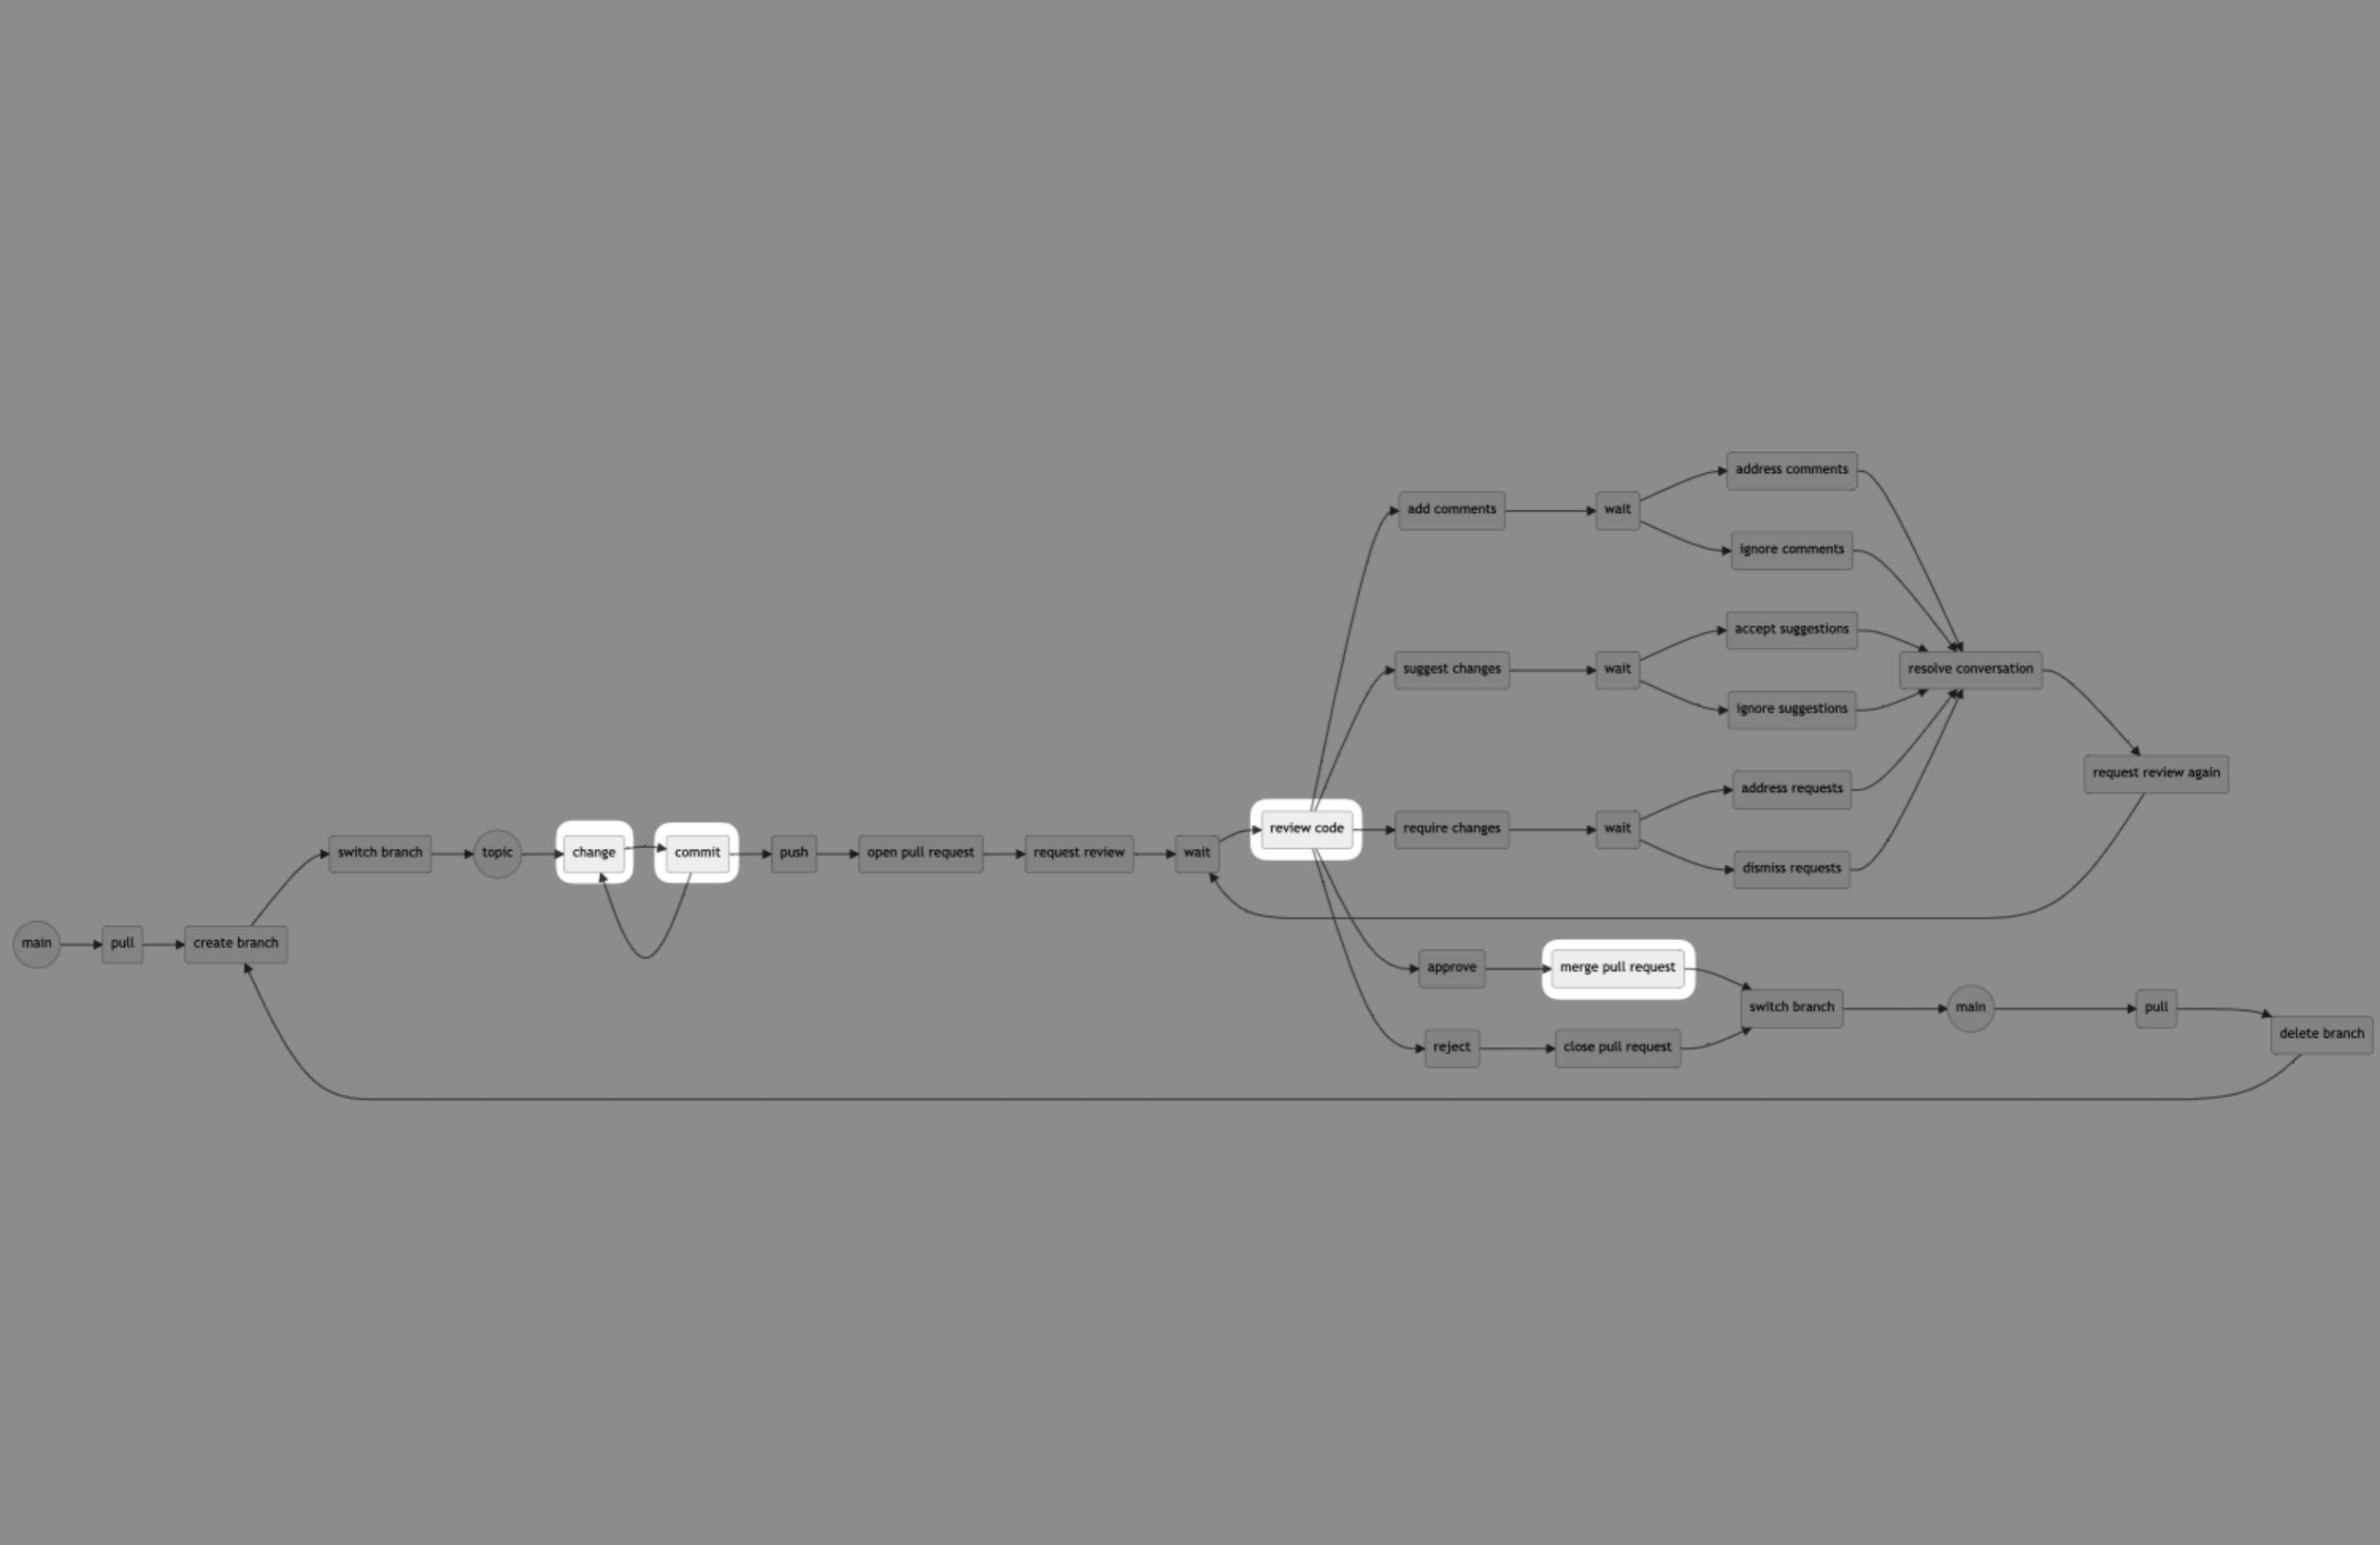 main
pull
create branch
switch branch
topic
change
commit
push
open pull request
request review
wait
review code
add comments
wait
address comments
ignore comments
suggest changes
wait
accept suggestions
ignore suggestions
resolve conversation
require changes
wait
address requests
dismiss requests
request review again
approve
merge pull request
reject
close pull request
switch branch
main
pull
delete branch